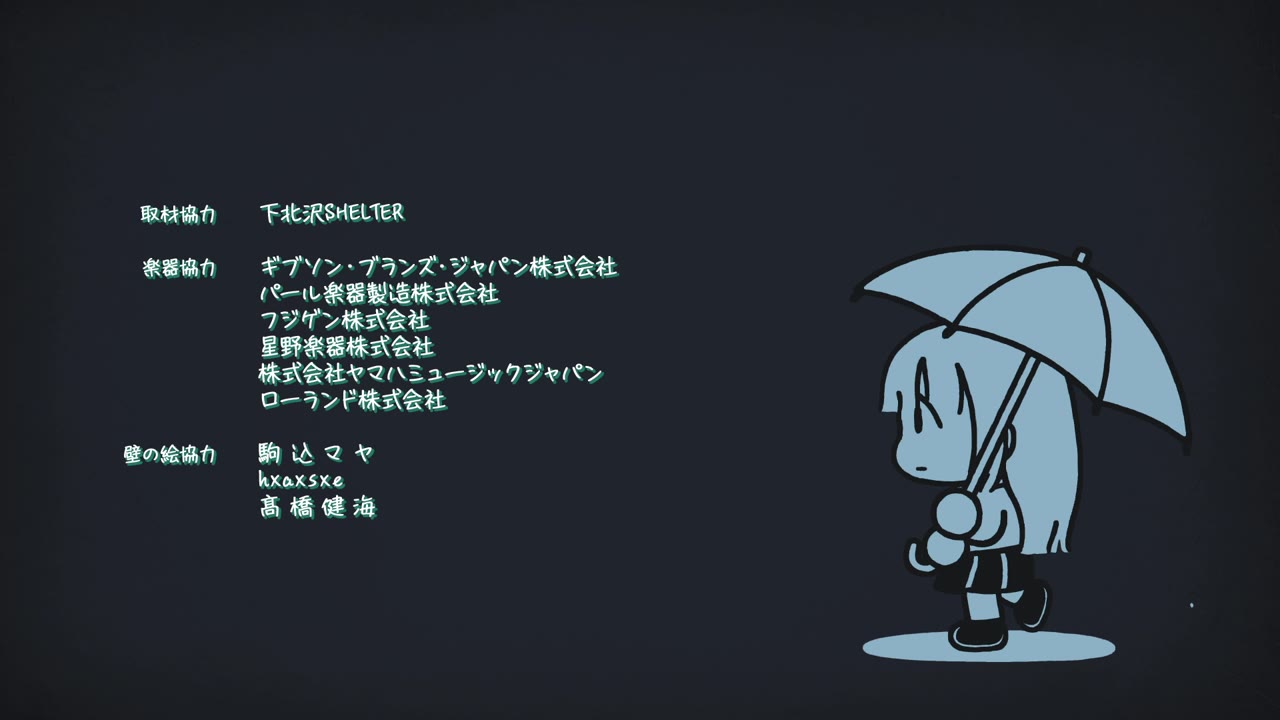 取材協力 下北沢SHELTER
楽器協力 ギブソン・ブランズ・ジャパン株式会社
パール楽器製造株式会社
フジゲン株式会社
星野楽器株式会社
株式会社ヤマハミュージックジャパン
ローランド株式会社
壁の絵協力 駒込マヤ
hxaxsxe
髙橋健海